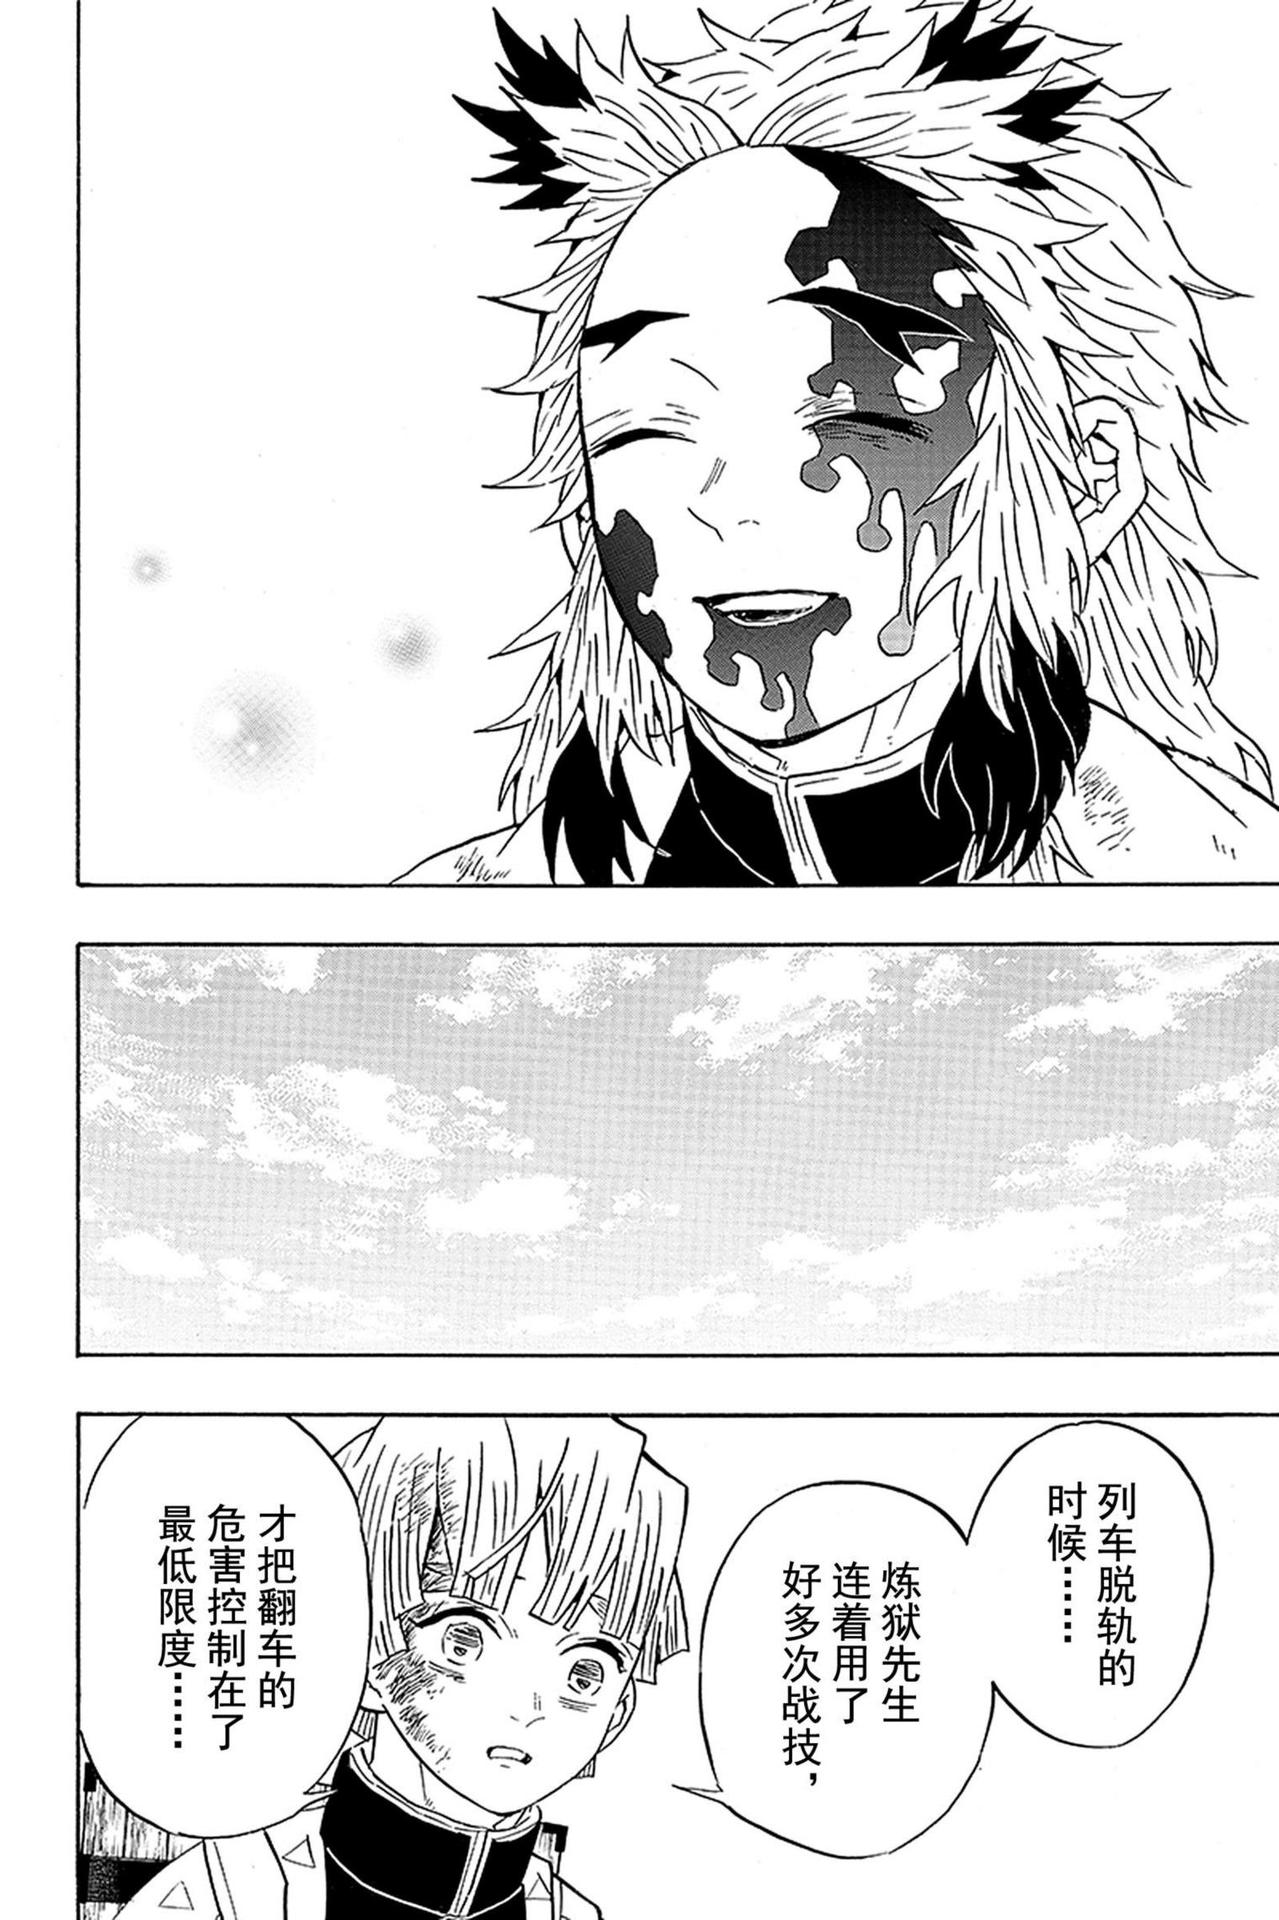 列车脱轨的
时候……
炼狱先生
连着用了
好多次战技，
才把翻车的
危害控制在了
最低限度……